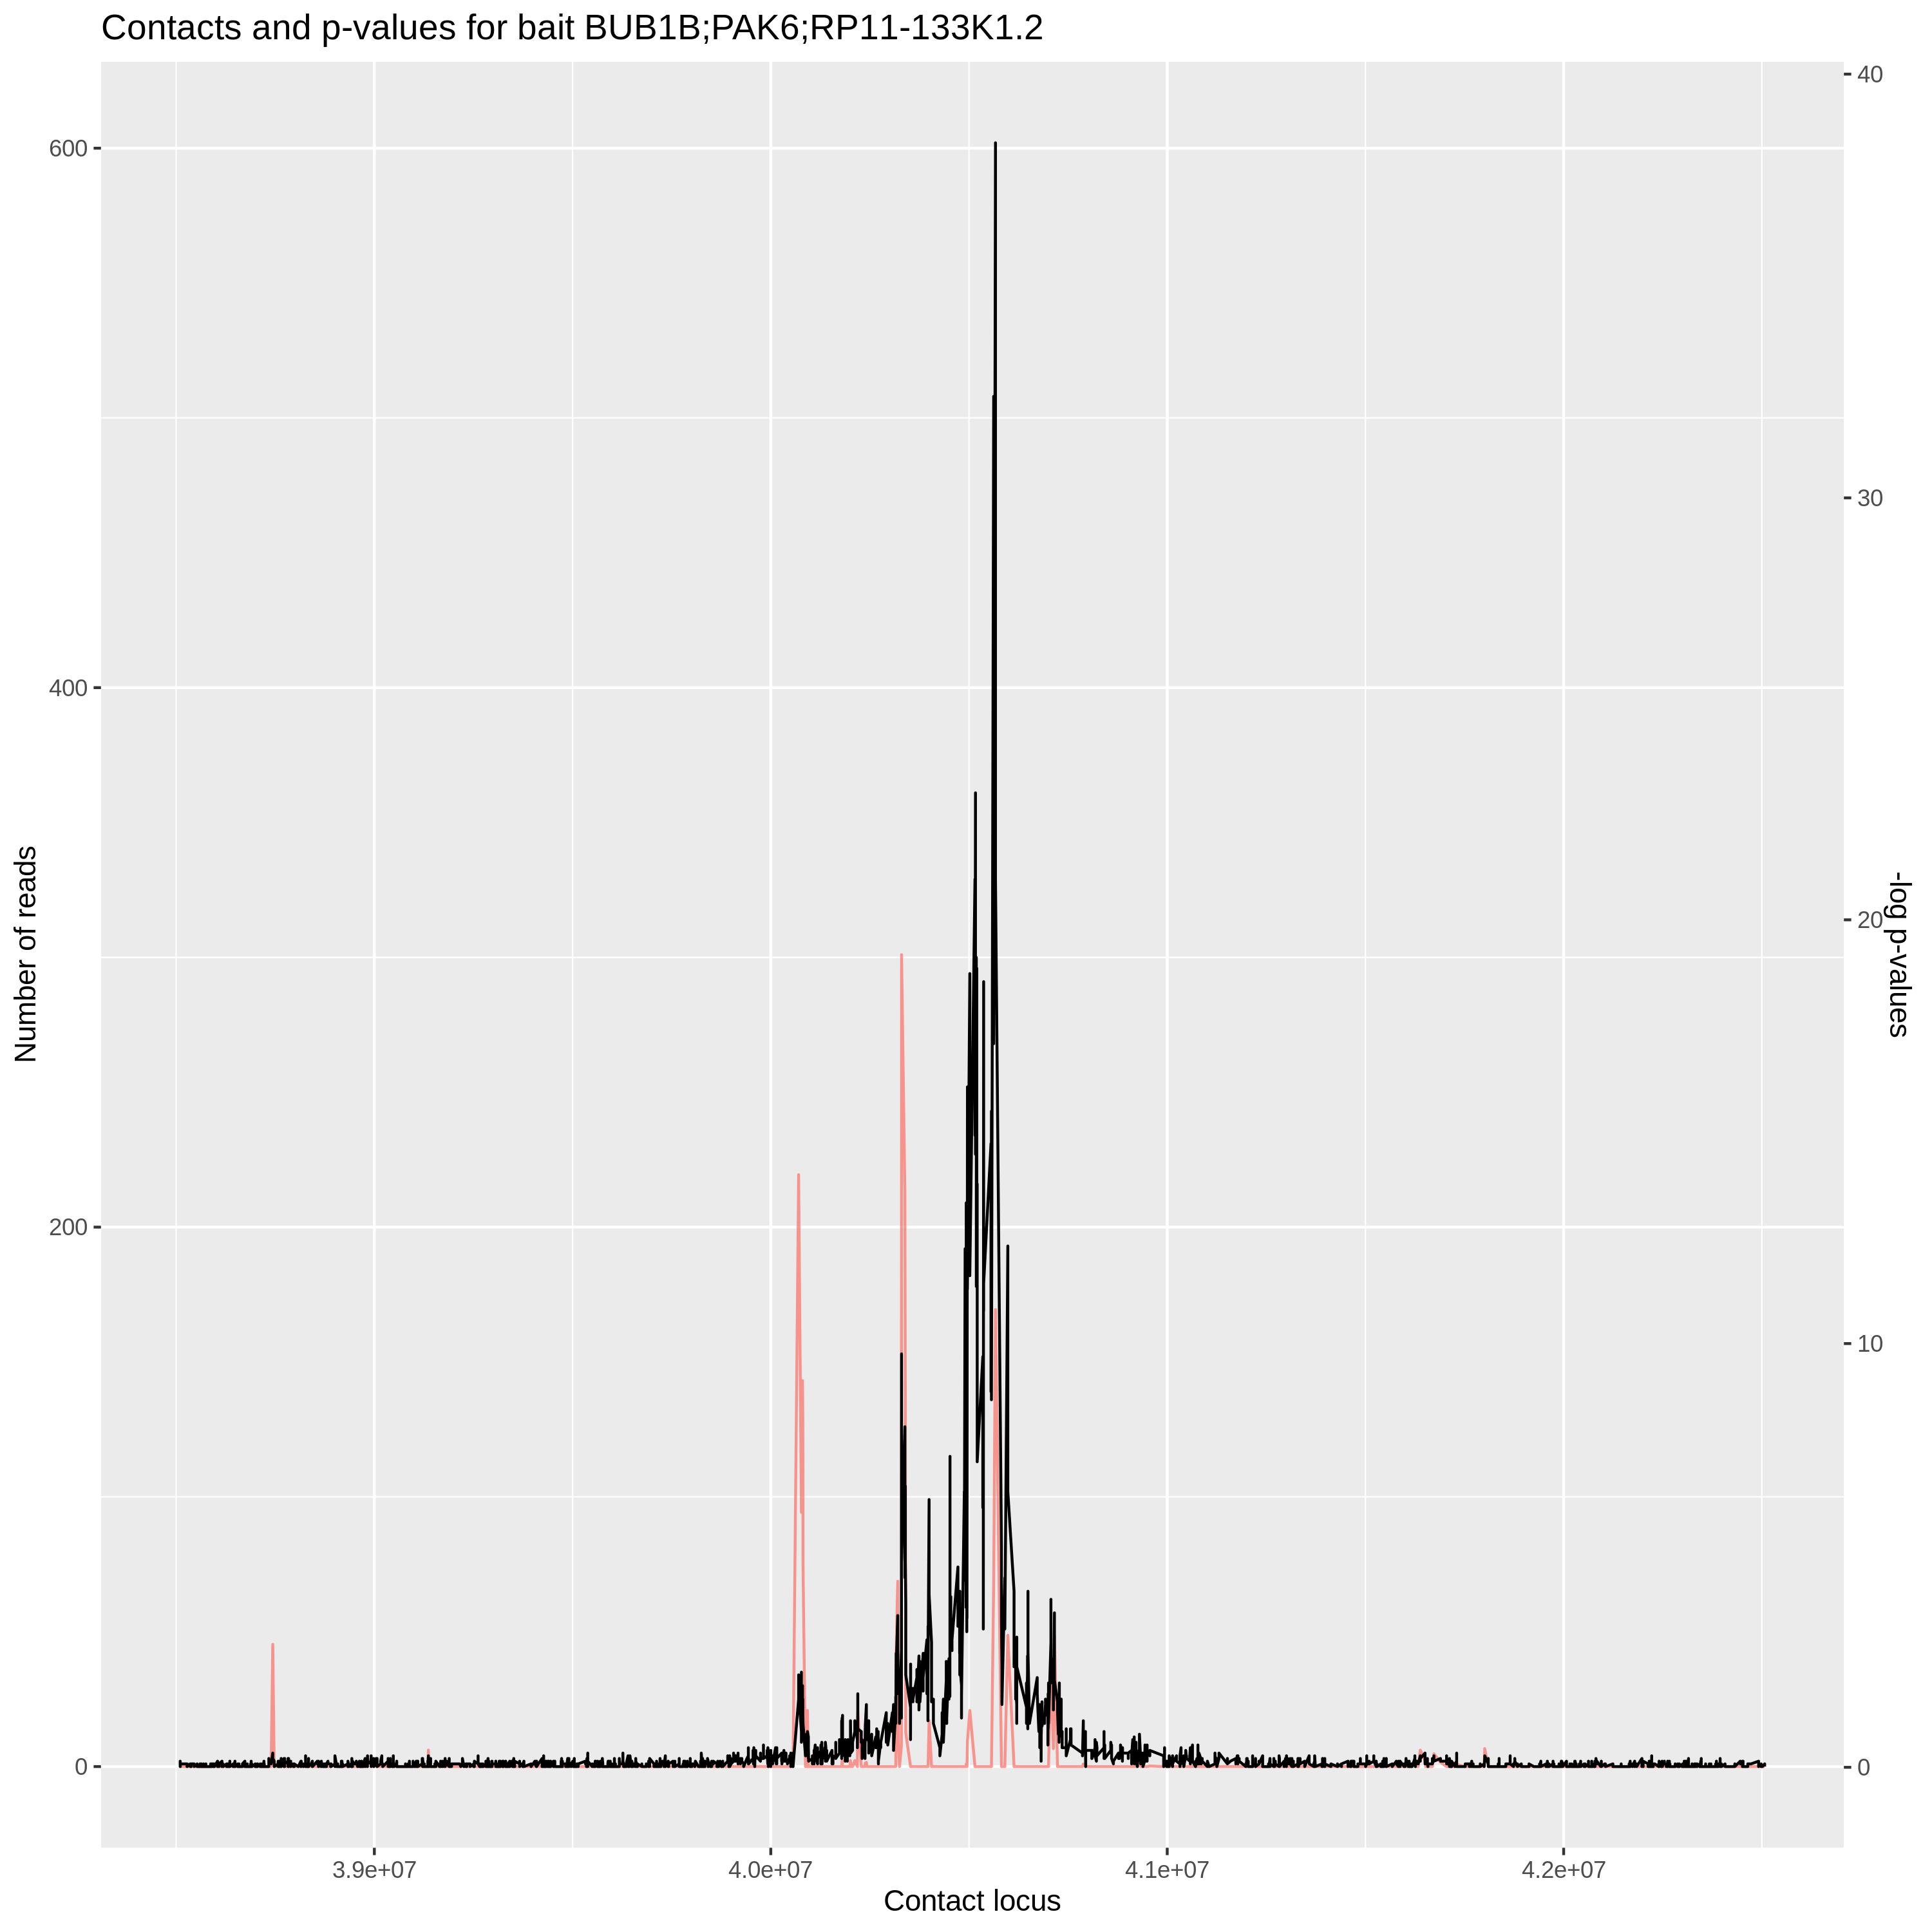 Contacts and p-values for bait BUB1B;PAK6;RP11-133K1.2
Number of reads
600
400
200
0
40
30
20
10
0
-log p-values
3.9e+07
4.0e+07
4.1e+07
4.2e+07
Contact locus